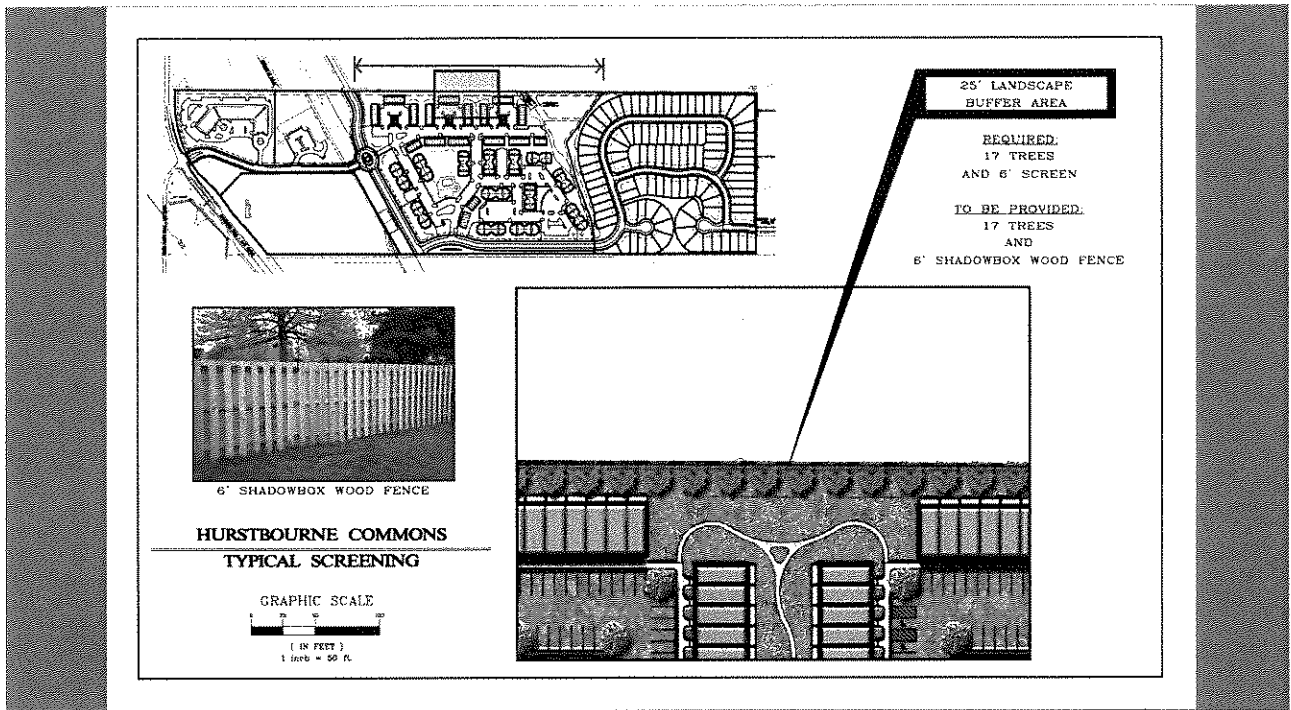 25' LANDSCAPE
BUFFER AREA
REQUIRED:
17 TREES
AND 6' SCREEN
TO BE PROVIDED:
17 TREES
AND
6' SHADOWBOX WOOD FENCE
6' SHADOWBOX WOOD FENCE
HURSTBOURNE COMMONS
TYPICAL SCREENING
GRAPHIC SCALE
( IN FEET )
1 inch = 50 ft.